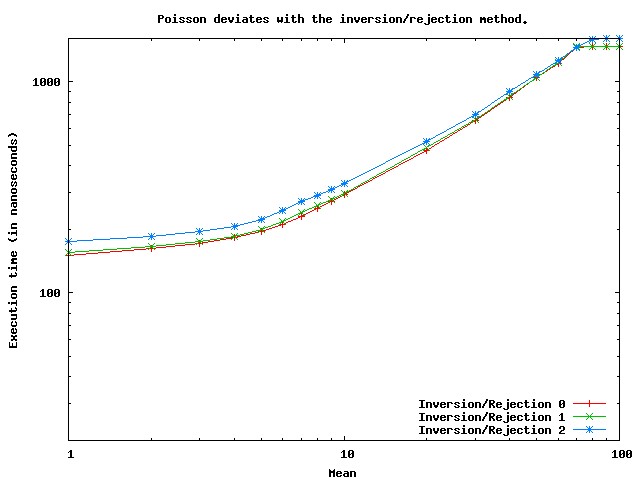 Poisson deviates with the inversion/rejection method.
Execution time (in nanoseconds)
1000
100
Inversion/Rejection 0
Inversion/Rejection 1
Inversion/Rejection 2
1 10 100
Mean